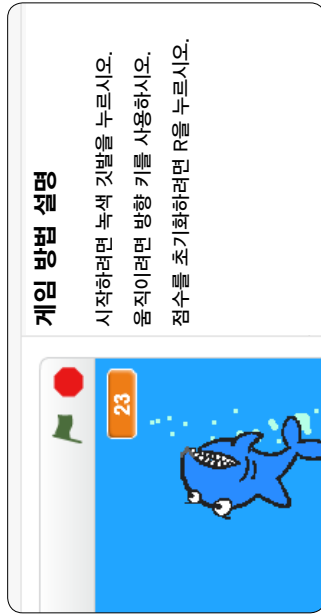 게임 방법 설명
시작하려면 녹색 깃발을 누르시오.
움직이려면 방향 키를 사용하시오.
점수를 초기화하려면 R을 누르시오.
23